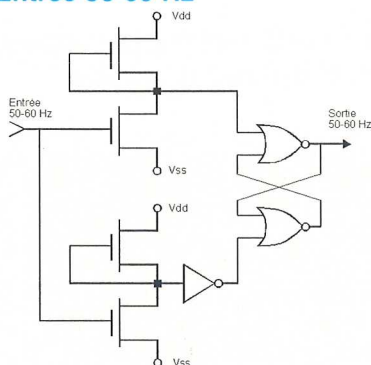 Entrée 50-60 Hz
Vdd
Entrée
50-60 Hz
Sortie
50-60 Hz
Vss
Vdd
Vss